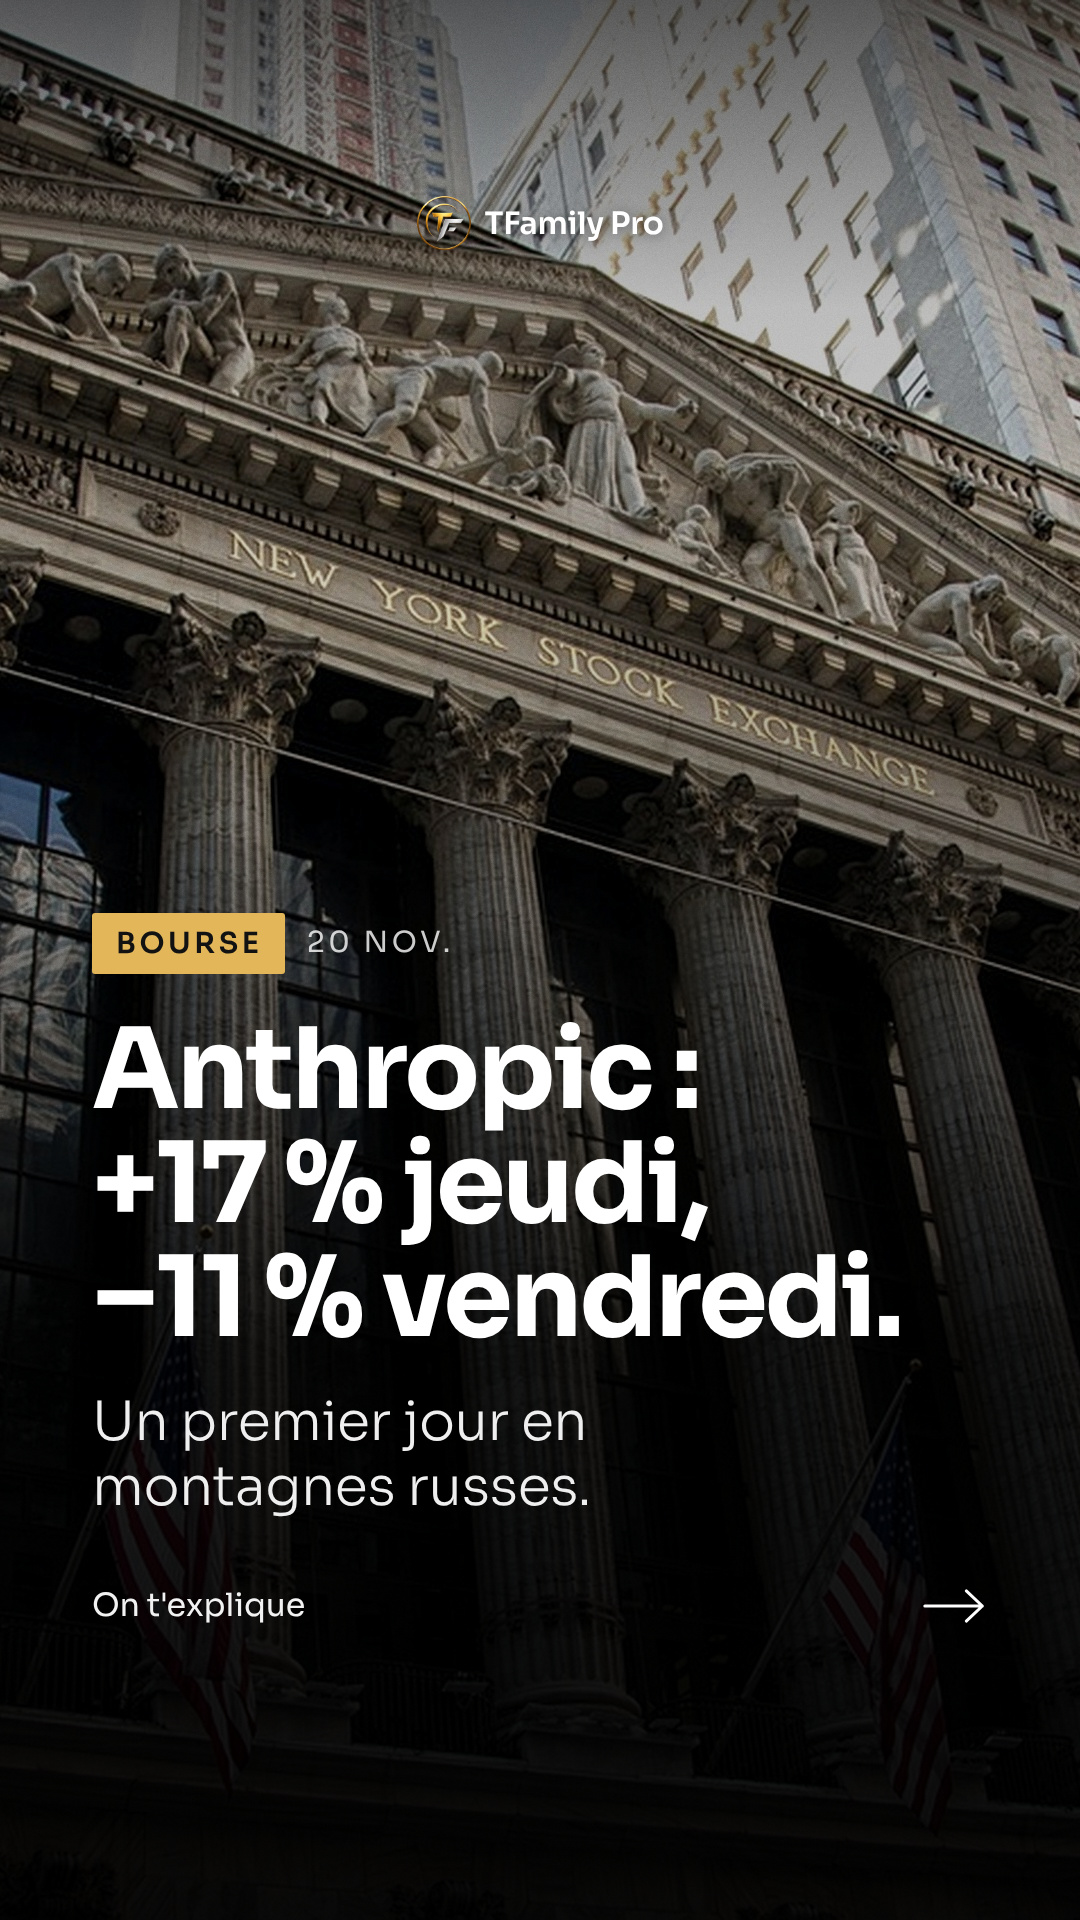 TFamily Pro
NEW YORK STOCK EXCHANGE
BOURSE 20 NOV.
Anthropic :
+17 % jeudi,
−11 % vendredi.
Un premier jour en
montagnes russes.
On t'explique